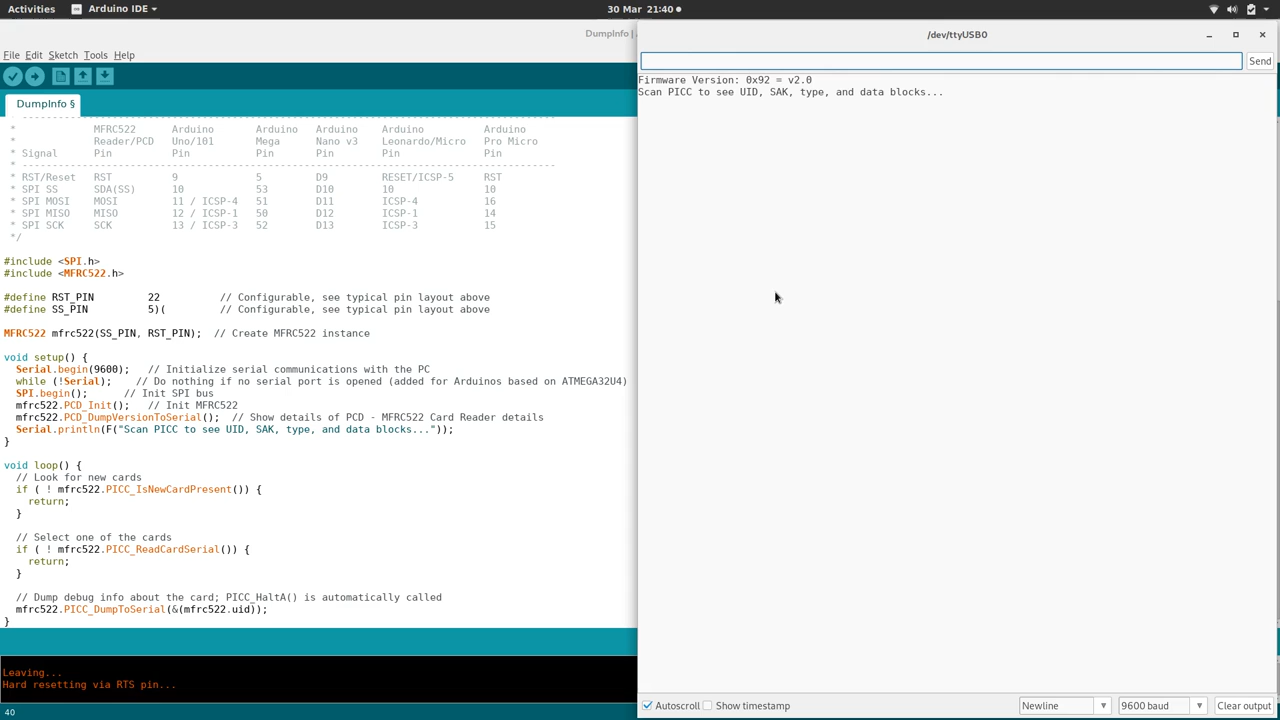 Activities Arduino IDE 30 Mar 21:40
DumpInfo |
/dev/ttyUSB0
File Edit Sketch Tools Help
Send
DumpInfo §
Firmware Version: 0x92 = v2.0
Scan PICC to see UID, SAK, type, and data blocks...
* -----------------------------------------------------------------------------------------
* MFRC522 Arduino Arduino Arduino Arduino Arduino
* Reader/PCD Uno/101 Mega Nano v3 Leonardo/Micro Pro Micro
* Signal Pin Pin Pin Pin Pin Pin
* -----------------------------------------------------------------------------------------
* RST/Reset RST 9 5 D9 RESET/ICSP-5 RST
* SPI SS SDA(SS) 10 53 D10 10 10
* SPI MOSI MOSI 11 / ICSP-4 51 D11 ICSP-4 16
* SPI MISO MISO 12 / ICSP-1 50 D12 ICSP-1 14
* SPI SCK SCK 13 / ICSP-3 52 D13 ICSP-3 15
*/
#include <SPI.h>
#include <MFRC522.h>
#define RST_PIN 22 // Configurable, see typical pin layout above
#define SS_PIN 5)( // Configurable, see typical pin layout above
MFRC522 mfrc522(SS_PIN, RST_PIN); // Create MFRC522 instance
void setup() {
Serial.begin(9600); // Initialize serial communications with the PC
while (!Serial); // Do nothing if no serial port is opened (added for Arduinos based on ATMEGA32U4)
SPI.begin(); // Init SPI bus
mfrc522.PCD_Init(); // Init MFRC522
mfrc522.PCD_DumpVersionToSerial(); // Show details of PCD - MFRC522 Card Reader details
Serial.println(F("Scan PICC to see UID, SAK, type, and data blocks..."));
}
void loop() {
// Look for new cards
if ( ! mfrc522.PICC_IsNewCardPresent()) {
return;
}
// Select one of the cards
if ( ! mfrc522.PICC_ReadCardSerial()) {
return;
}
// Dump debug info about the card; PICC_HaltA() is automatically called
mfrc522.PICC_DumpToSerial(&(mfrc522.uid));
}
Leaving...
Hard resetting via RTS pin...
40
Autoscroll Show timestamp Newline 9600 baud Clear output